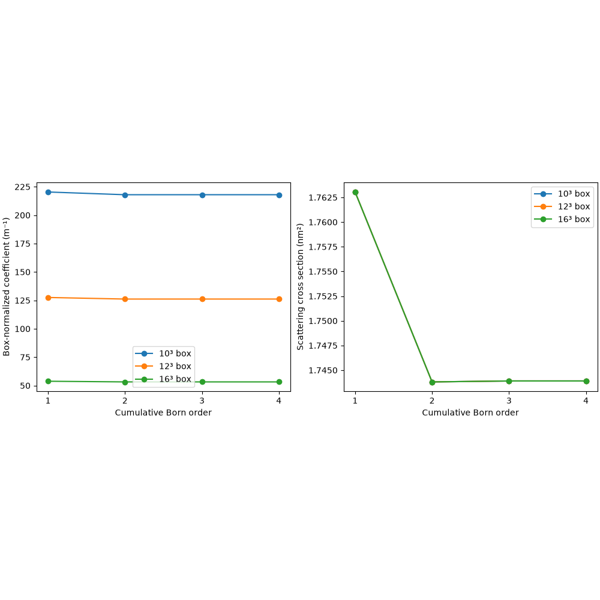 Box-normalized coefficient (m⁻¹)
225
200
175
150
125
100
75
50
10³ box
12³ box
16³ box
1
2
3
4
Cumulative Born order
Scattering cross section (nm²)
1.7625
1.7600
1.7575
1.7550
1.7525
1.7500
1.7475
1.7450
10³ box
12³ box
16³ box
1
2
3
4
Cumulative Born order